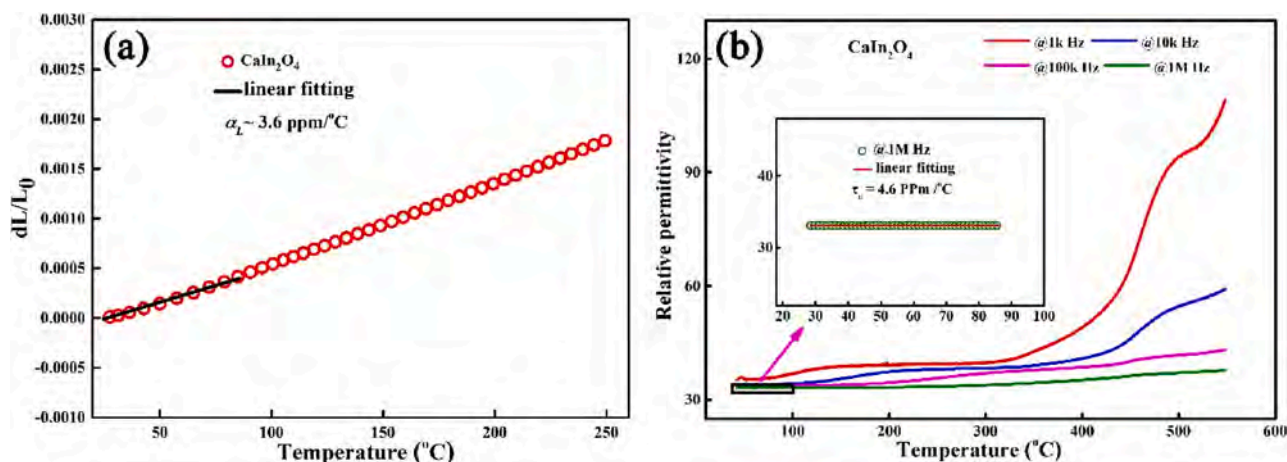 (a)
CaIn₂O₄
linear fitting
α_L ~ 3.6 ppm/°C
dL/L₀
0.0030
0.0025
0.0020
0.0015
0.0010
0.0005
0.0000
-0.0005
-0.0010
50 100 150 200 250
Temperature (°C)
(b)
CaIn₂O₄
@1k Hz @10k Hz
@100k Hz @1M Hz
Relative permittivity
120
90
60
30
@1M Hz
linear fitting
τ_ε = 4.6 PPm /°C
40
32
20 30 40 50 60 70 80 90 100
100 200 300 400 500 600
Temperature (°C)